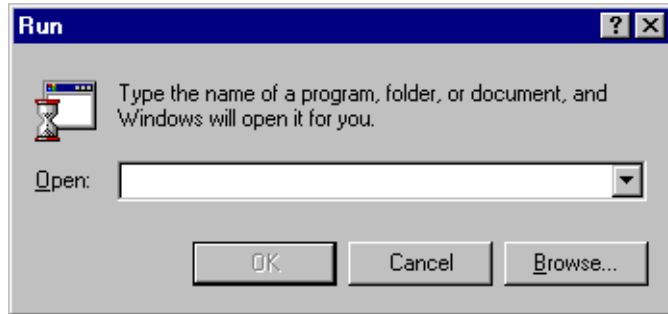 Run
Type the name of a program, folder, or document, and
Windows will open it for you.
Open:
OK Cancel Browse...